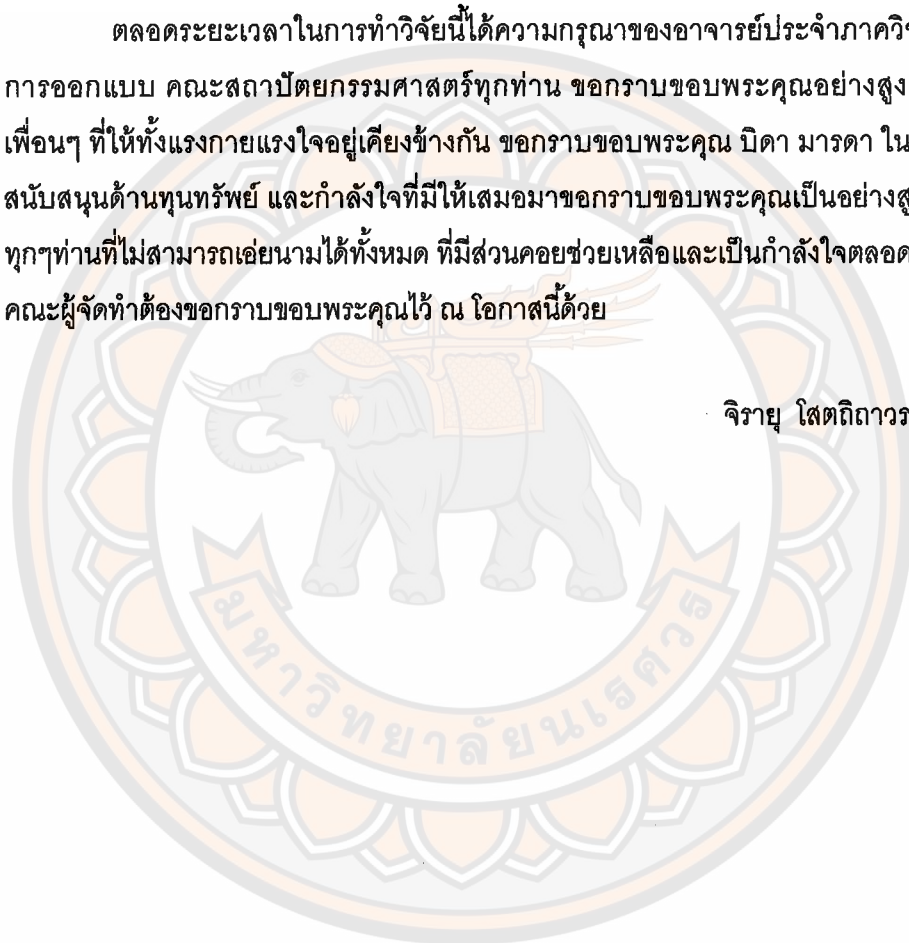 ตลอดระยะเวลาในการทำวิจัยนี้ได้ความกรุณาของอาจารย์ประจำภาควิช
การออกแบบ คณะสถาปัตยกรรมศาสตร์ทุกท่าน ขอกราบขอบพระคุณอย่างสูง
เพื่อนๆ ที่ให้ทั้งแรงกายแรงใจอยู่เคียงข้างกัน ขอกราบขอบพระคุณ บิดา มารดา ใน
สนับสนุนด้านทุนทรัพย์ และกำลังใจที่มีให้เสมอมาขอกราบขอบพระคุณเป็นอย่างสู
ทุกๆท่านที่ไม่สามารถเอ่ยนามได้ทั้งหมด ที่มีส่วนคอยช่วยเหลือและเป็นกำลังใจตลอด
คณะผู้จัดทำต้องขอกราบขอบพระคุณไว้ ณ โอกาสนี้ด้วย
จิรายุ โสตถิถาวร
มหาวิทยาลัยนเรศวร